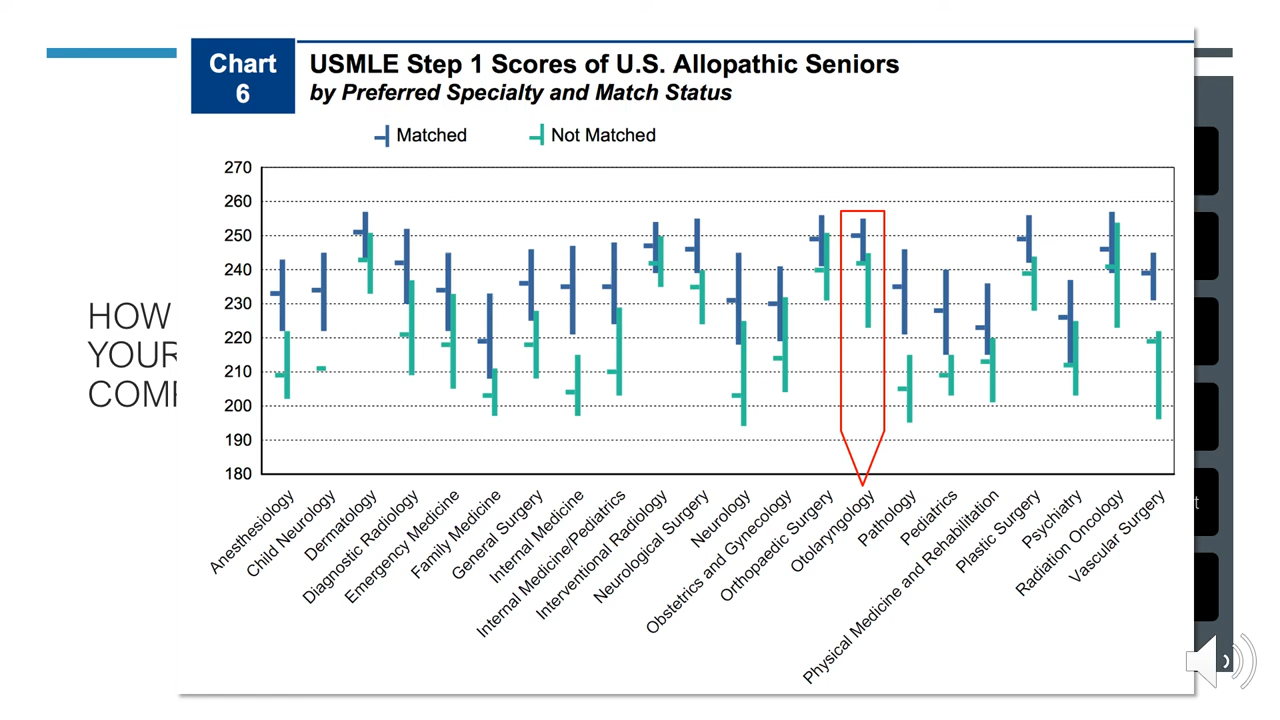 Chart
6
USMLE Step 1 Scores of U.S. Allopathic Seniors
by Preferred Specialty and Match Status
Matched
Not Matched
270
260
250
240
230
220
210
200
190
180
Anesthesiology
Child Neurology
Dermatology
Diagnostic Radiology
Emergency Medicine
Family Medicine
General Surgery
Internal Medicine
Internal Medicine/Pediatrics
Interventional Radiology
Neurological Surgery
Neurology
Obstetrics and Gynecology
Orthopaedic Surgery
Otolaryngology
Pathology
Pediatrics
Physical Medicine and Rehabilitation
Plastic Surgery
Psychiatry
Radiation Oncology
Vascular Surgery
HOW
YOUR